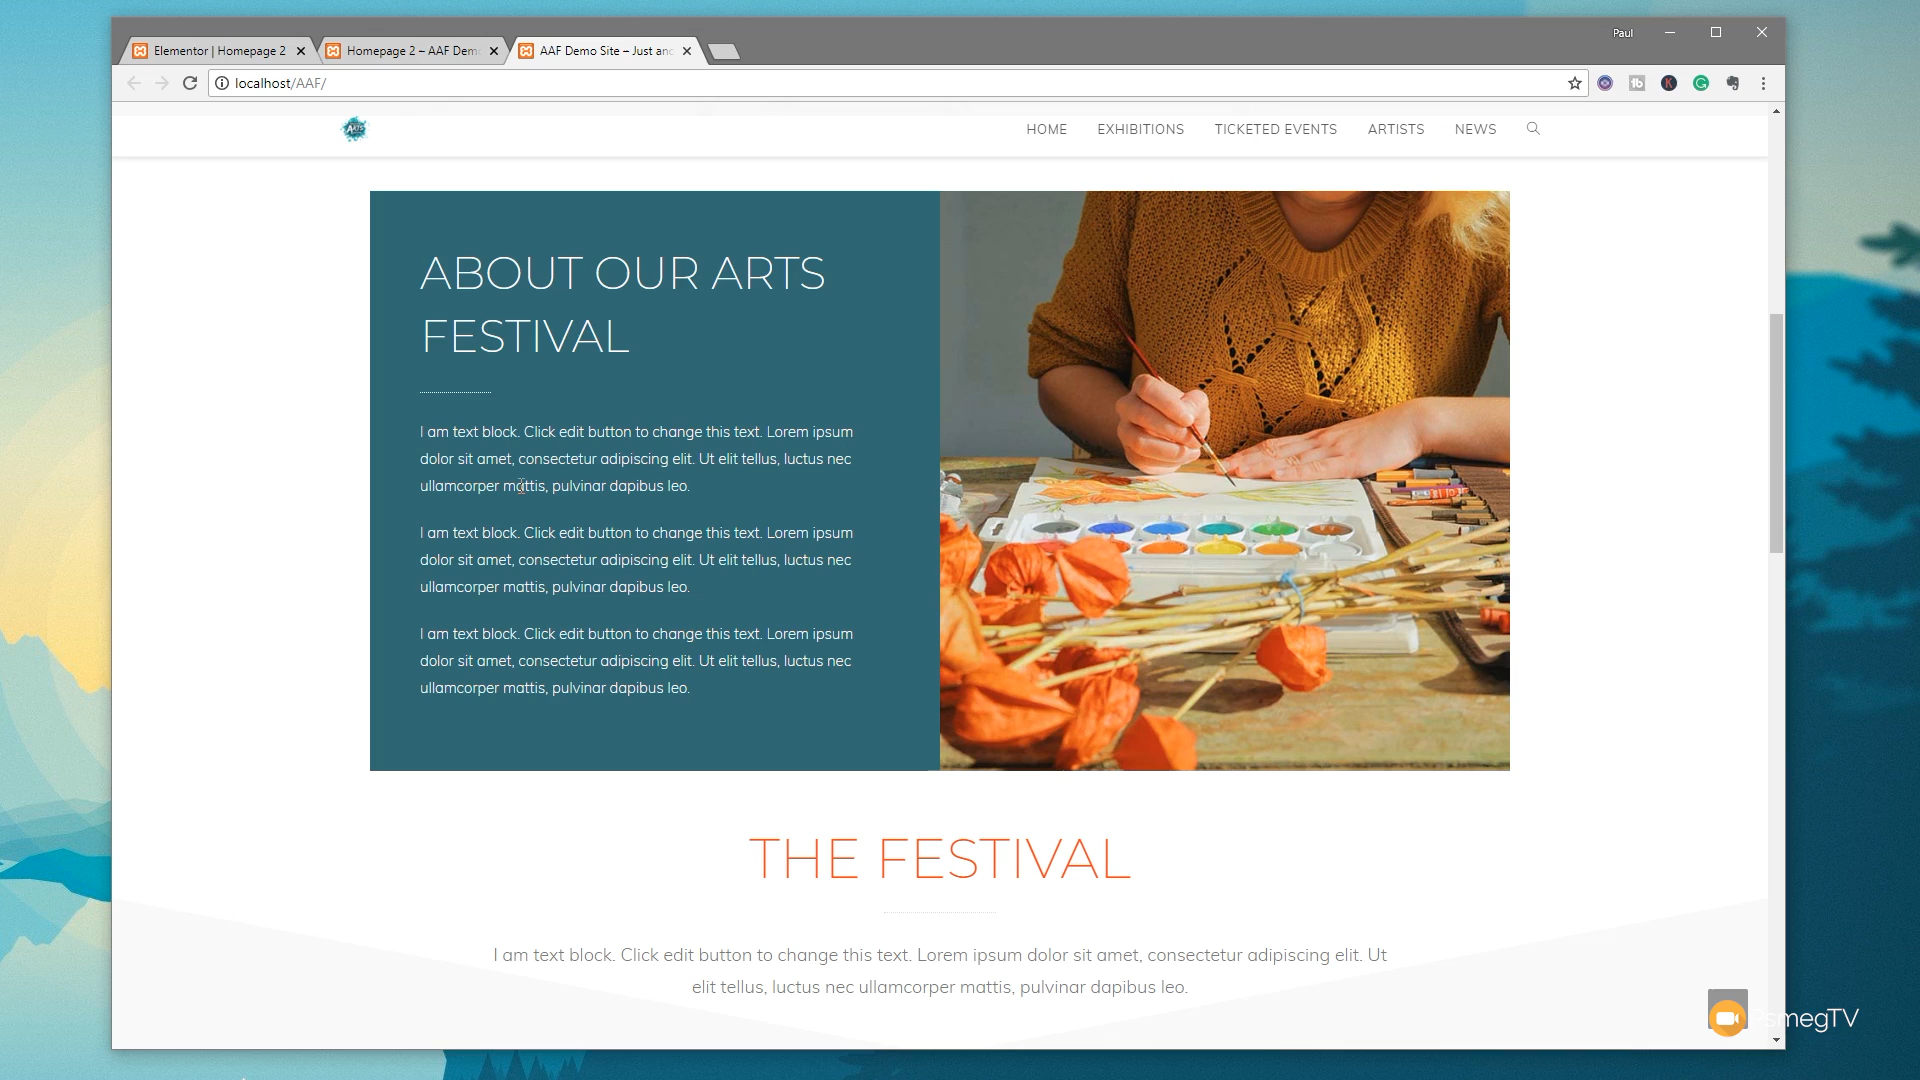 Paul
Elementor | Homepage 2
Homepage 2 – AAF Dem
AAF Demo Site – Just an
localhost/AAF/
ARTS
HOME EXHIBITIONS TICKETED EVENTS ARTISTS NEWS
ABOUT OUR ARTS
FESTIVAL
I am text block. Click edit button to change this text. Lorem ipsum
dolor sit amet, consectetur adipiscing elit. Ut elit tellus, luctus nec
ullamcorper mattis, pulvinar dapibus leo.
I am text block. Click edit button to change this text. Lorem ipsum
dolor sit amet, consectetur adipiscing elit. Ut elit tellus, luctus nec
ullamcorper mattis, pulvinar dapibus leo.
I am text block. Click edit button to change this text. Lorem ipsum
dolor sit amet, consectetur adipiscing elit. Ut elit tellus, luctus nec
ullamcorper mattis, pulvinar dapibus leo.
THE FESTIVAL
I am text block. Click edit button to change this text. Lorem ipsum dolor sit amet, consectetur adipiscing elit. Ut
elit tellus, luctus nec ullamcorper mattis, pulvinar dapibus leo.
smegTV